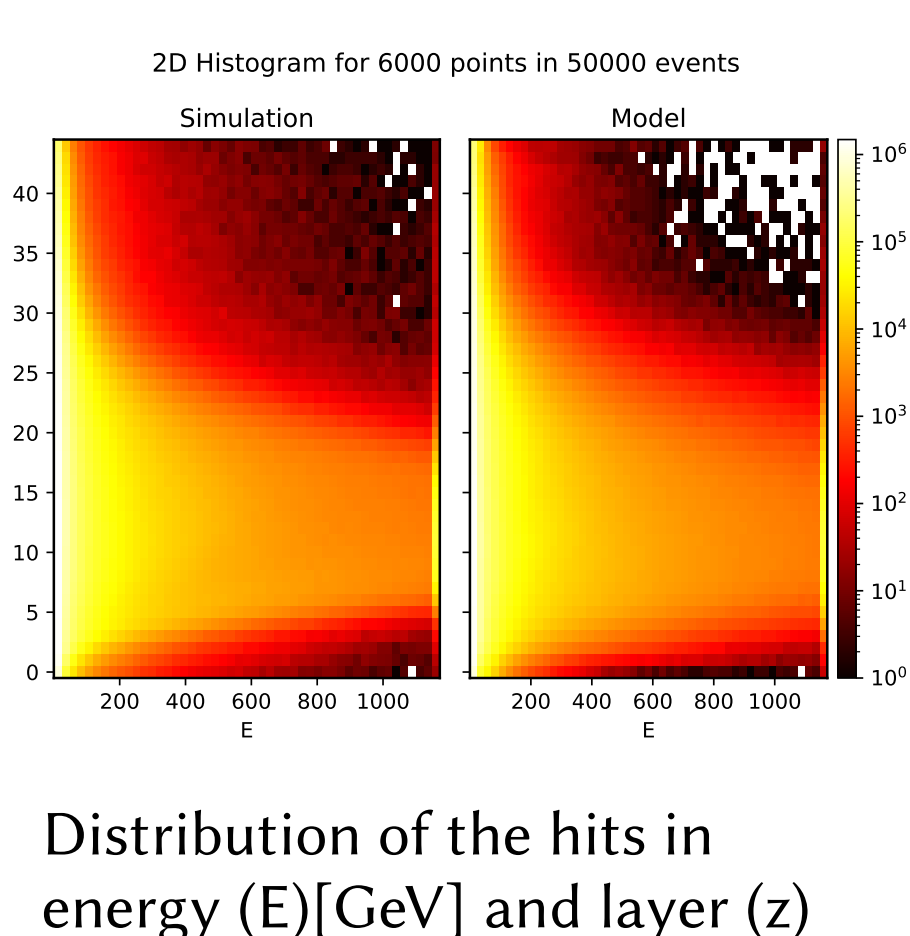 2D Histogram for 6000 points in 50000 events
Simulation
Model
40
35
30
25
20
15
10
5
0
200 400 600 800 1000
E
200 400 600 800 1000
E
10⁶
10⁵
10⁴
10³
10²
10¹
10⁰
Distribution of the hits in
energy (E)[GeV] and layer (z)